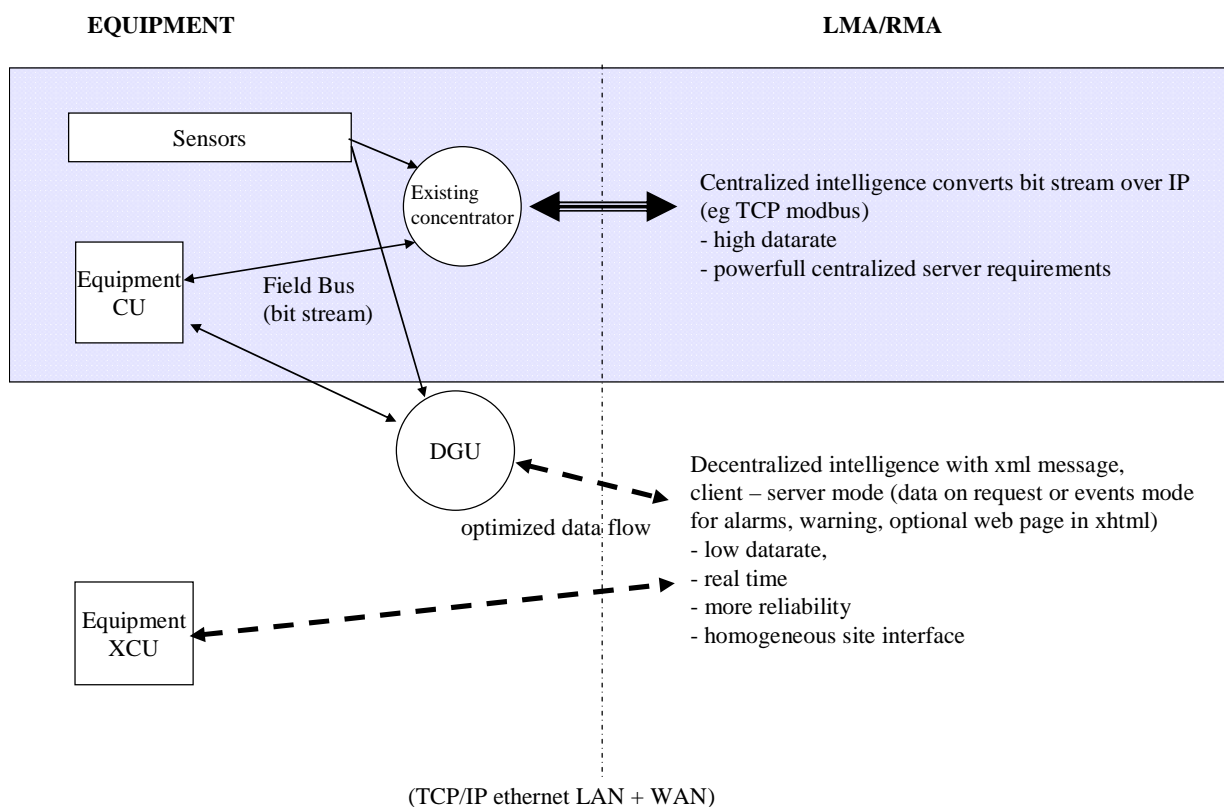 EQUIPMENT
LMA/RMA
Sensors
Existing
concentrator
Centralized intelligence converts bit stream over IP
(eg TCP modbus)
- high datarate
- powerfull centralized server requirements
Equipment
CU
Field Bus
(bit stream)
DGU
optimized data flow
Decentralized intelligence with xml message,
client – server mode (data on request or events mode
for alarms, warning, optional web page in xhtml)
- low datarate,
- real time
- more reliability
- homogeneous site interface
Equipment
XCU
(TCP/IP ethernet LAN + WAN)